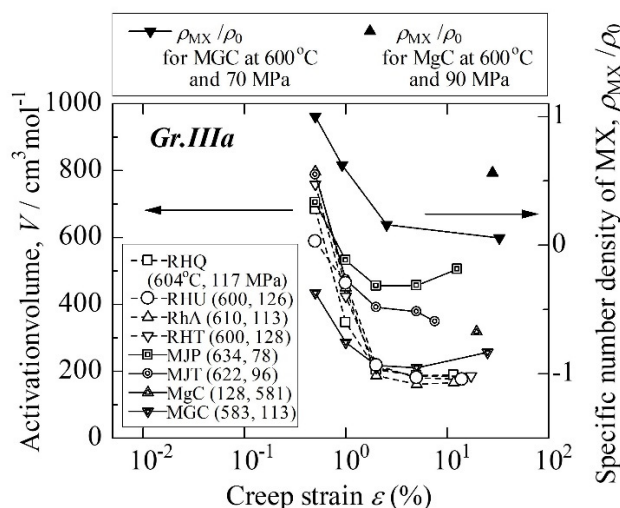 ρMX /ρ0
for MGC at 600°C
and 70 MPa
ρMX /ρ0
for MgC at 600°C
and 90 MPa
Activationvolume, V / cm³mol⁻¹
1000
800
600
400
200
0
Gr.IIIa
RHQ
(604°C, 117 MPa)
RHU (600, 126)
RhA (610, 113)
RHT (600, 128)
MJP (634, 78)
MJT (622, 96)
MgC (128, 581)
MGC (583, 113)
1
0
-1
Specific number density of MX, ρMX /ρ0
10⁻² 10⁻¹ 10⁰ 10¹ 10²
Creep strain ε (%)